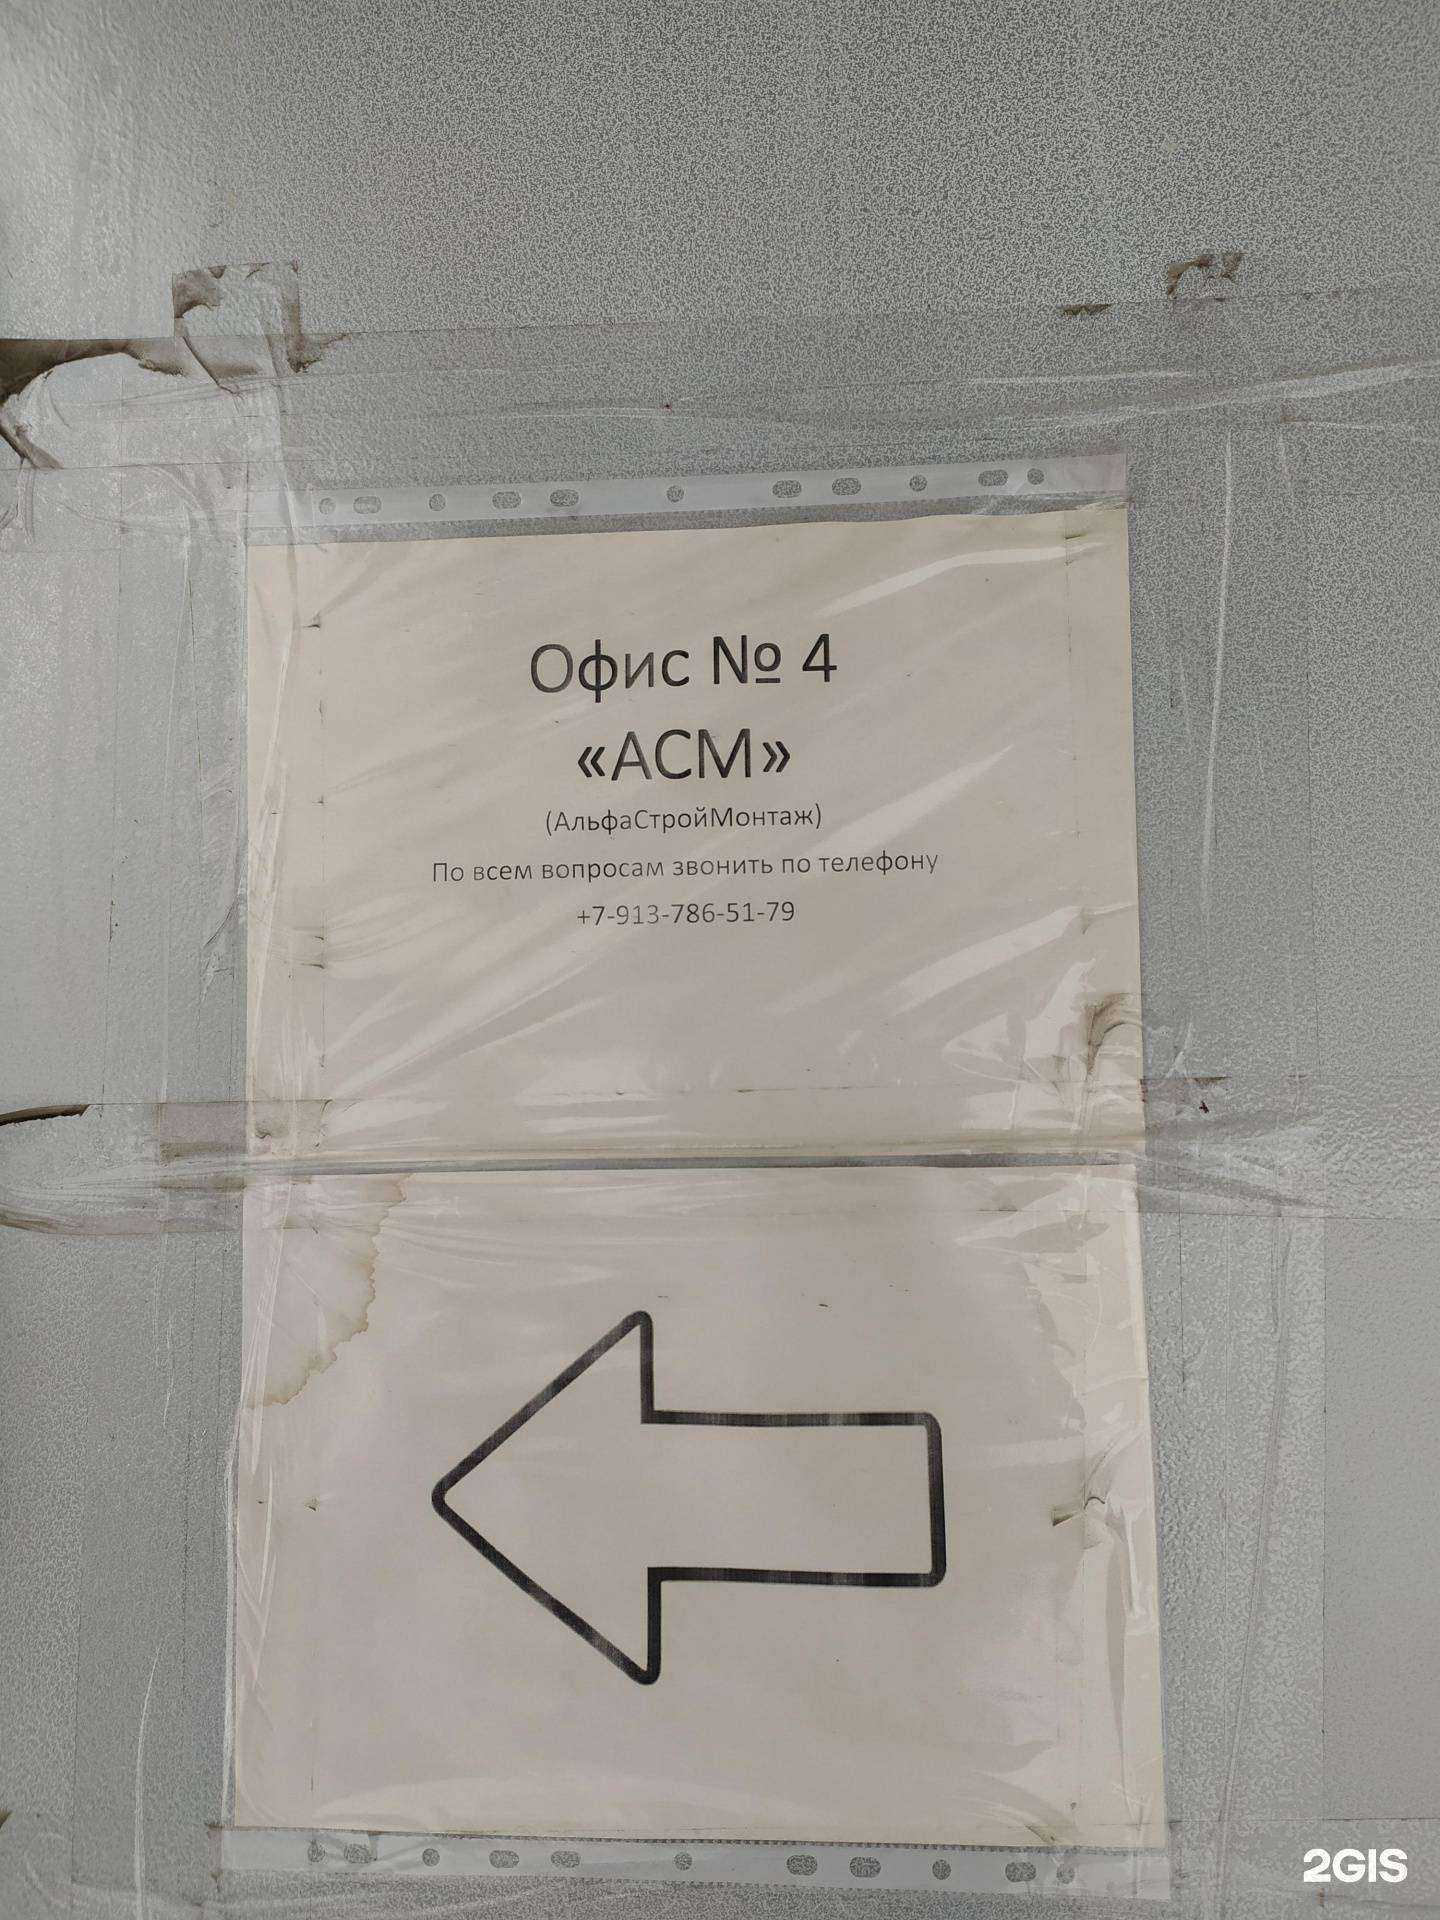 Офис № 4
«АСМ»
(АльфаСтройМонтаж)
По всем вопросам звонить по телефону
+7-913-786-51-79
2GIS